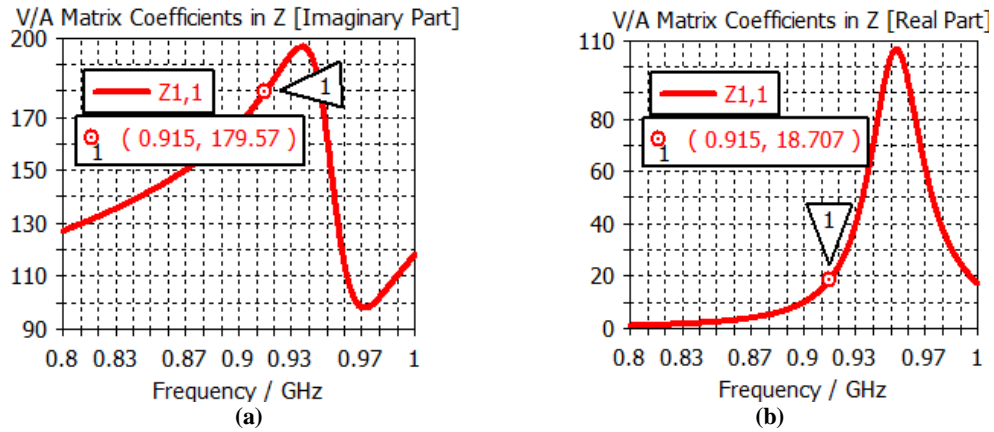 V/A Matrix Coefficients in Z [Imaginary Part]
200
170
150
130
110
90
Z1,1
1
1 ( 0.915, 179.57 )
0.8 0.83 0.87 0.9 0.93 0.97 1
Frequency / GHz
(a)
V/A Matrix Coefficients in Z [Real Part]
110
80
60
40
20
0
Z1,1
1 ( 0.915, 18.707 )
1
0.8 0.83 0.87 0.9 0.93 0.97 1
Frequency / GHz
(b)